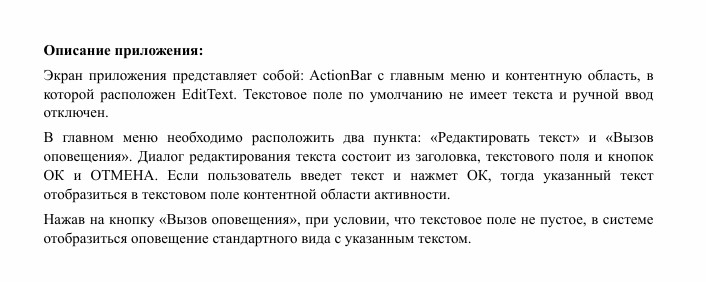 Описание приложения:
Экран приложения представляет собой: ActionBar с главным меню и контентную область, в
которой расположен EditText. Текстовое поле по умолчанию не имеет текста и ручной ввод
отключен.
В главном меню необходимо расположить два пункта: «Редактировать текст» и «Вызов
оповещения». Диалог редактирования текста состоит из заголовка, текстового поля и кнопок
ОК и ОТМЕНА. Если пользователь введет текст и нажмет ОК, тогда указанный текст
отобразиться в текстовом поле контентной области активности.
Нажав на кнопку «Вызов оповещения», при условии, что текстовое поле не пустое, в системе
отобразиться оповещение стандартного вида с указанным текстом.